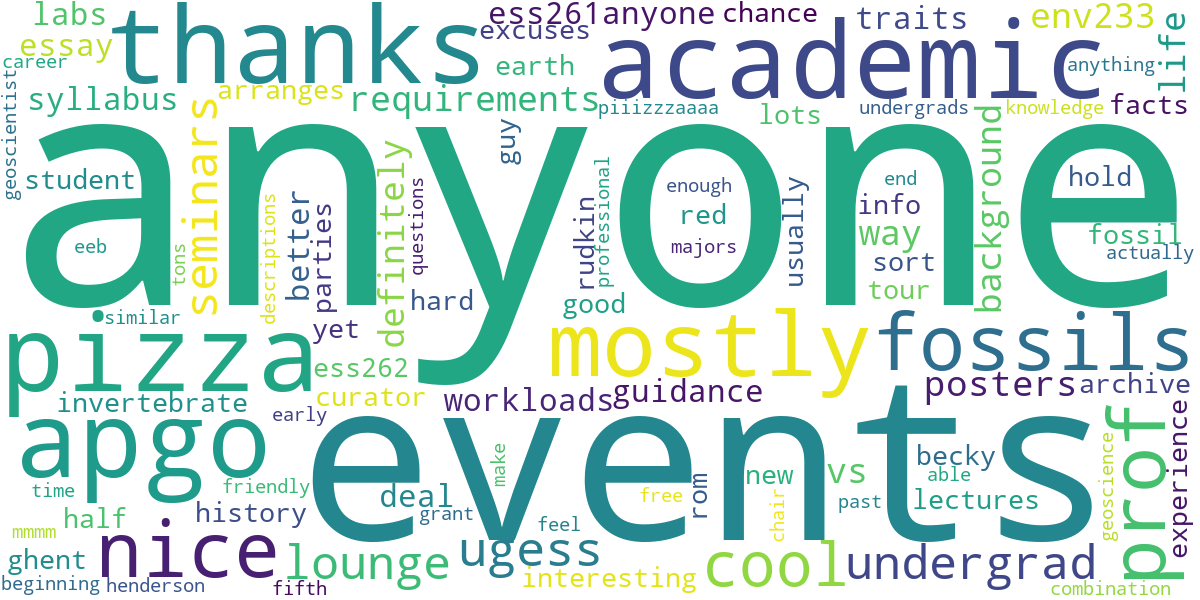 labs
ess261anyone
chance
traits
env233
life
essay
thanks
excuses
academic
career
earth
anything
geoscientist
syllabus
arranges
requirements
piiizzzaaaa
lots
undergrads
knowledge
facts
seminars
anyone
guy
background
student
better
definitely
questions
professional
enough
usually
end
hold
info
red
rudkin
parties
descriptions
tons
eeb
majors
way
fossil
actually
sort
tour
hard
good
similar
yet
pizza
mostly
fossils
ess262
guidance
posters
archive
invertebrate
curator
workloads
early
apgo
events
prof
experience
becky
vs
new
able
make
rom
time
friendly
deal
free
past
lectures
geoscience
half
history
grant
feel
chair
mmmm
nice
ugess
ghent
lounge
cool
undergrad
interesting
beginning
henderson
fifth
combination